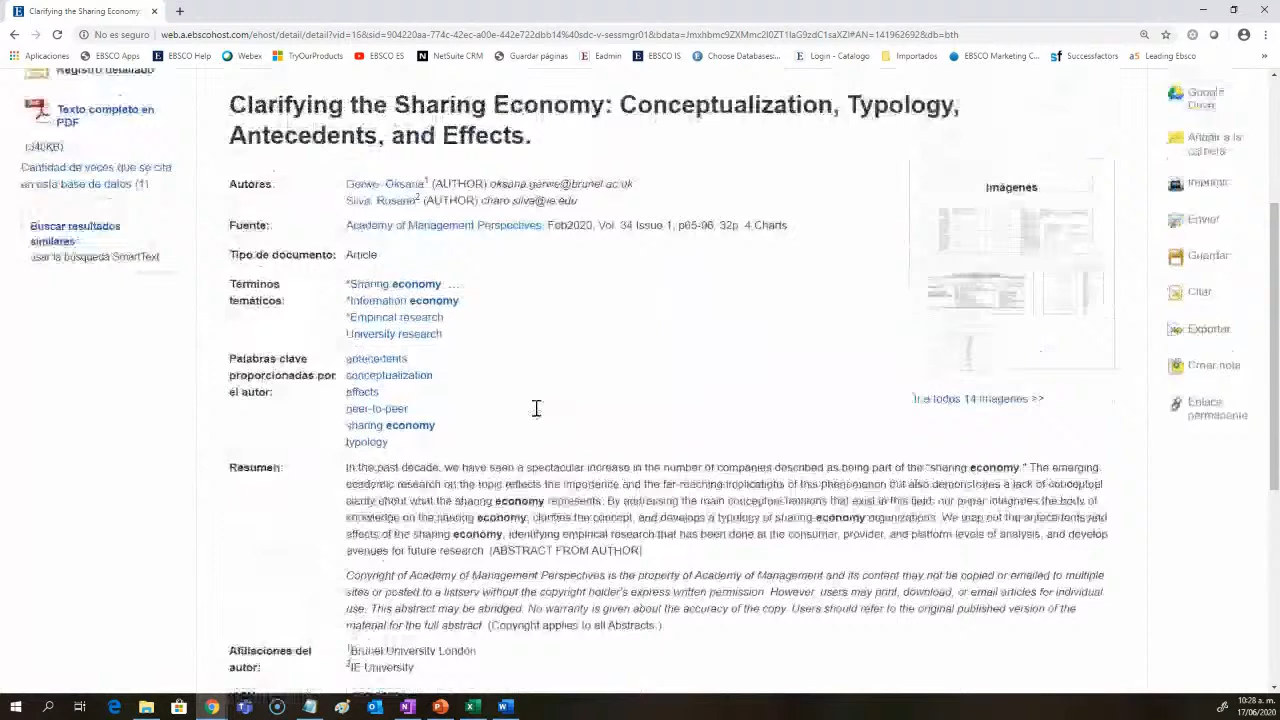 Clarifying the Sharing Economy
No es seguro | web.a.ebscohost.com/ehost/detail/detail?vid=16&sid=904220aa-774c-42ec-a00e-442e722dbb14%40sdc-v-sessmgr01&bdata=
Aplicaciones EBSCO Apps EBSCO Help Webex TryOurProducts EBSCO ES NetSuite CRM Guardar páginas Eadmin EBSCO IS Choose Databases:... Login - Catalogo Importados EBSCO Marketing C... Successfactors Leading Ebsco
Registro detallado
Texto completo en
PDF
Cantidad de veces que se cita
en esta base de datos (1)
Buscar resultados
similares
usar la búsqueda SmartText
Clarifying the Sharing Economy: Conceptualization, Typology,
Antecedents, and Effects.
Autores: Gerwe, Oksana1 (AUTHOR) oksana.gerwe@brunel.ac.uk
Silva, Rosario2 (AUTHOR) charo.silva@ie.edu
Fuente: Academy of Management Perspectives. Feb2020, Vol. 34 Issue 1, p65-96. 32p. 4 Charts.
Tipo de documento: Article
Términos temáticos: *Sharing economy ...
*Information economy
*Empirical research
University research
Palabras clave proporcionadas por el autor: antecedents
conceptualization
effects
peer-to-peer
sharing economy
typology
Resumen: In the past decade, we have seen a spectacular increase in the number of companies described as being part of the "sharing economy." The emerging
academic research on the topic reflects the importance and the far-reaching implications of this phenomenon but also demonstrates a lack of conceptual
clarity about what the sharing economy represents. By addressing the main conceptual tensions that exist in this field, our paper integrates the body of
knowledge on the sharing economy, clarifies the concept, and develops a typology of sharing-economy organizations. We map out the antecedents and
effects of the sharing economy, identifying empirical research that has been done at the consumer, provider, and platform levels of analysis, and develop
avenues for future research. [ABSTRACT FROM AUTHOR]
Copyright of Academy of Management Perspectives is the property of Academy of Management and its content may not be copied or emailed to multiple
sites or posted to a listserv without the copyright holder's express written permission. However, users may print, download, or email articles for individual
use. This abstract may be abridged. No warranty is given about the accuracy of the copy. Users should refer to the original published version of the
material for the full abstract. (Copyright applies to all Abstracts.)
Afiliaciones del autor: 1Brunel University London
2IE University
Imágenes
Ir a todos 14 Imágenes >>
Google
Drive
Añadir a la
carpeta
Imprimir
Enviar
Guardar
Citar
Exportar
Crear nota
Enlace
permanente
10:28 a. m.
17/06/2020